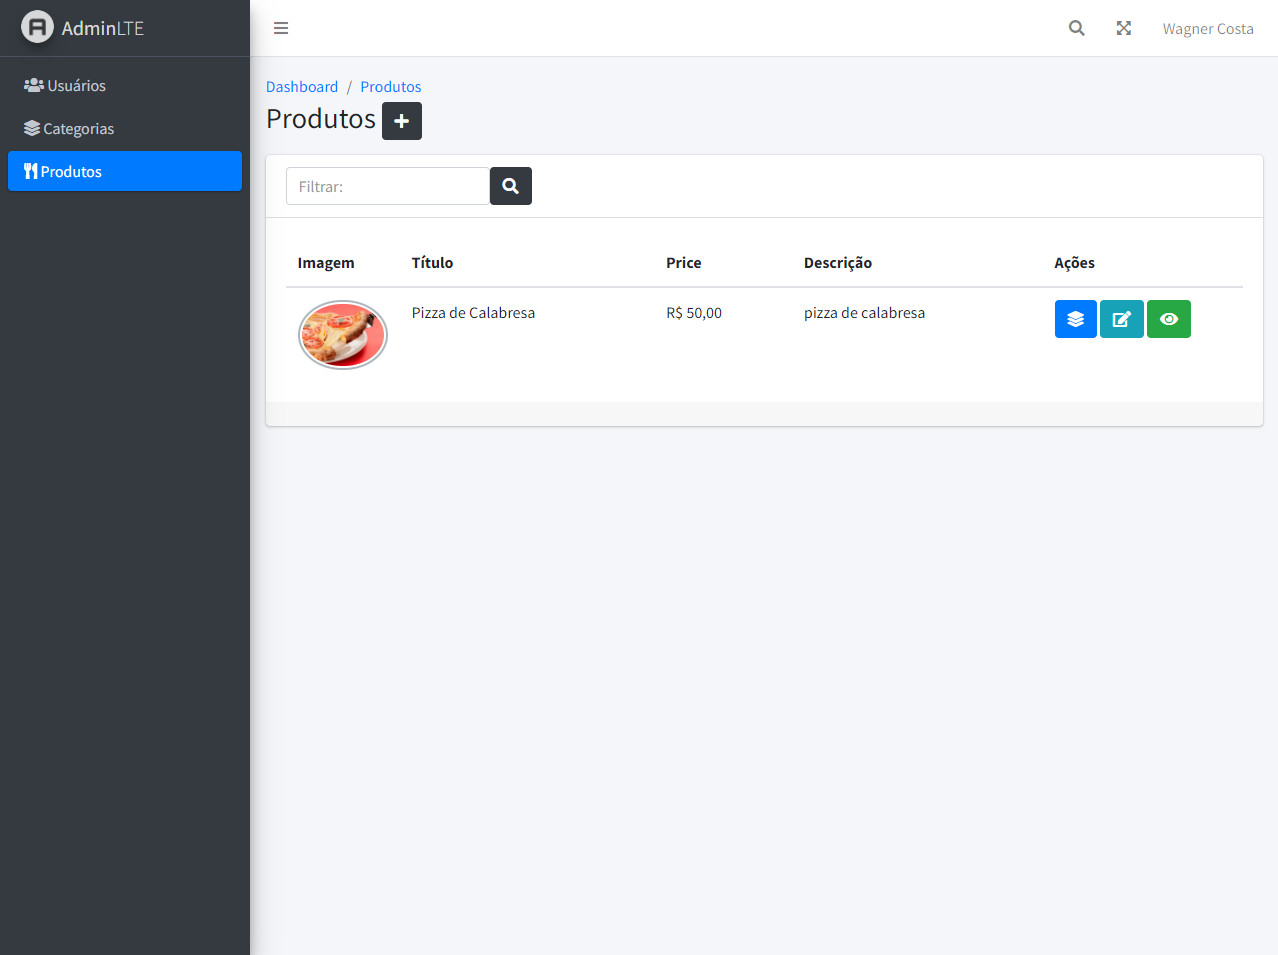 AdminLTE
Wagner Costa
Usuários
Categorias
Produtos
Dashboard / Produtos
Produtos
Filtrar:
Imagem Título Price Descrição Ações
Pizza de Calabresa R$ 50,00 pizza de calabresa